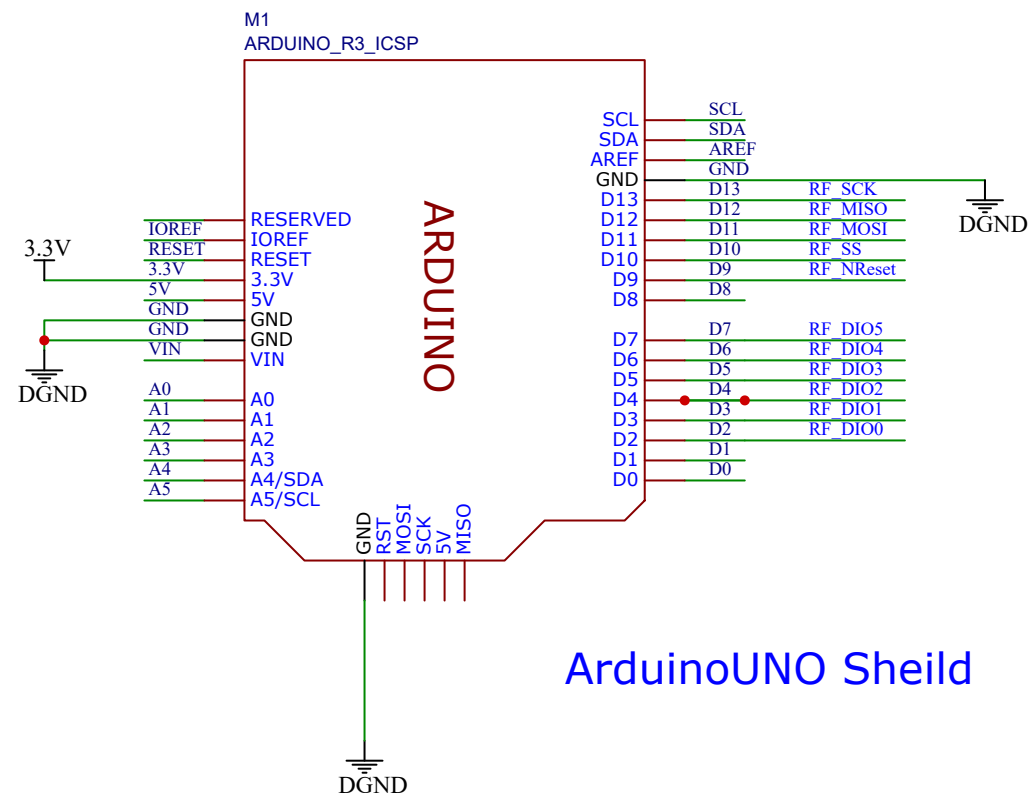 M1
ARDUINO_R3_ICSP
ARDUINO
3.3V
DGND
IOREF
RESET
3.3V
5V
GND
GND
VIN
A0
A1
A2
A3
A4
A5
RESERVED
IOREF
RESET
3.3V
5V
GND
GND
VIN
A0
A1
A2
A3
A4/SDA
A5/SCL
SCL
SDA
AREF
GND
D13
D12
D11
D10
D9
D8
D7
D6
D5
D4
D3
D2
D1
D0
SCL
SDA
AREF
GND
D13 RF_SCK
D12 RF_MISO
D11 RF_MOSI
D10 RF_SS
D9 RF_NReset
D8
D7 RF_DIO5
D6 RF_DIO4
D5 RF_DIO3
D4 RF_DIO2
D3 RF_DIO1
D2 RF_DIO0
D1
D0
DGND
GND
RST
MOSI
SCK
5V
MISO
ArduinoUNO Sheild
DGND